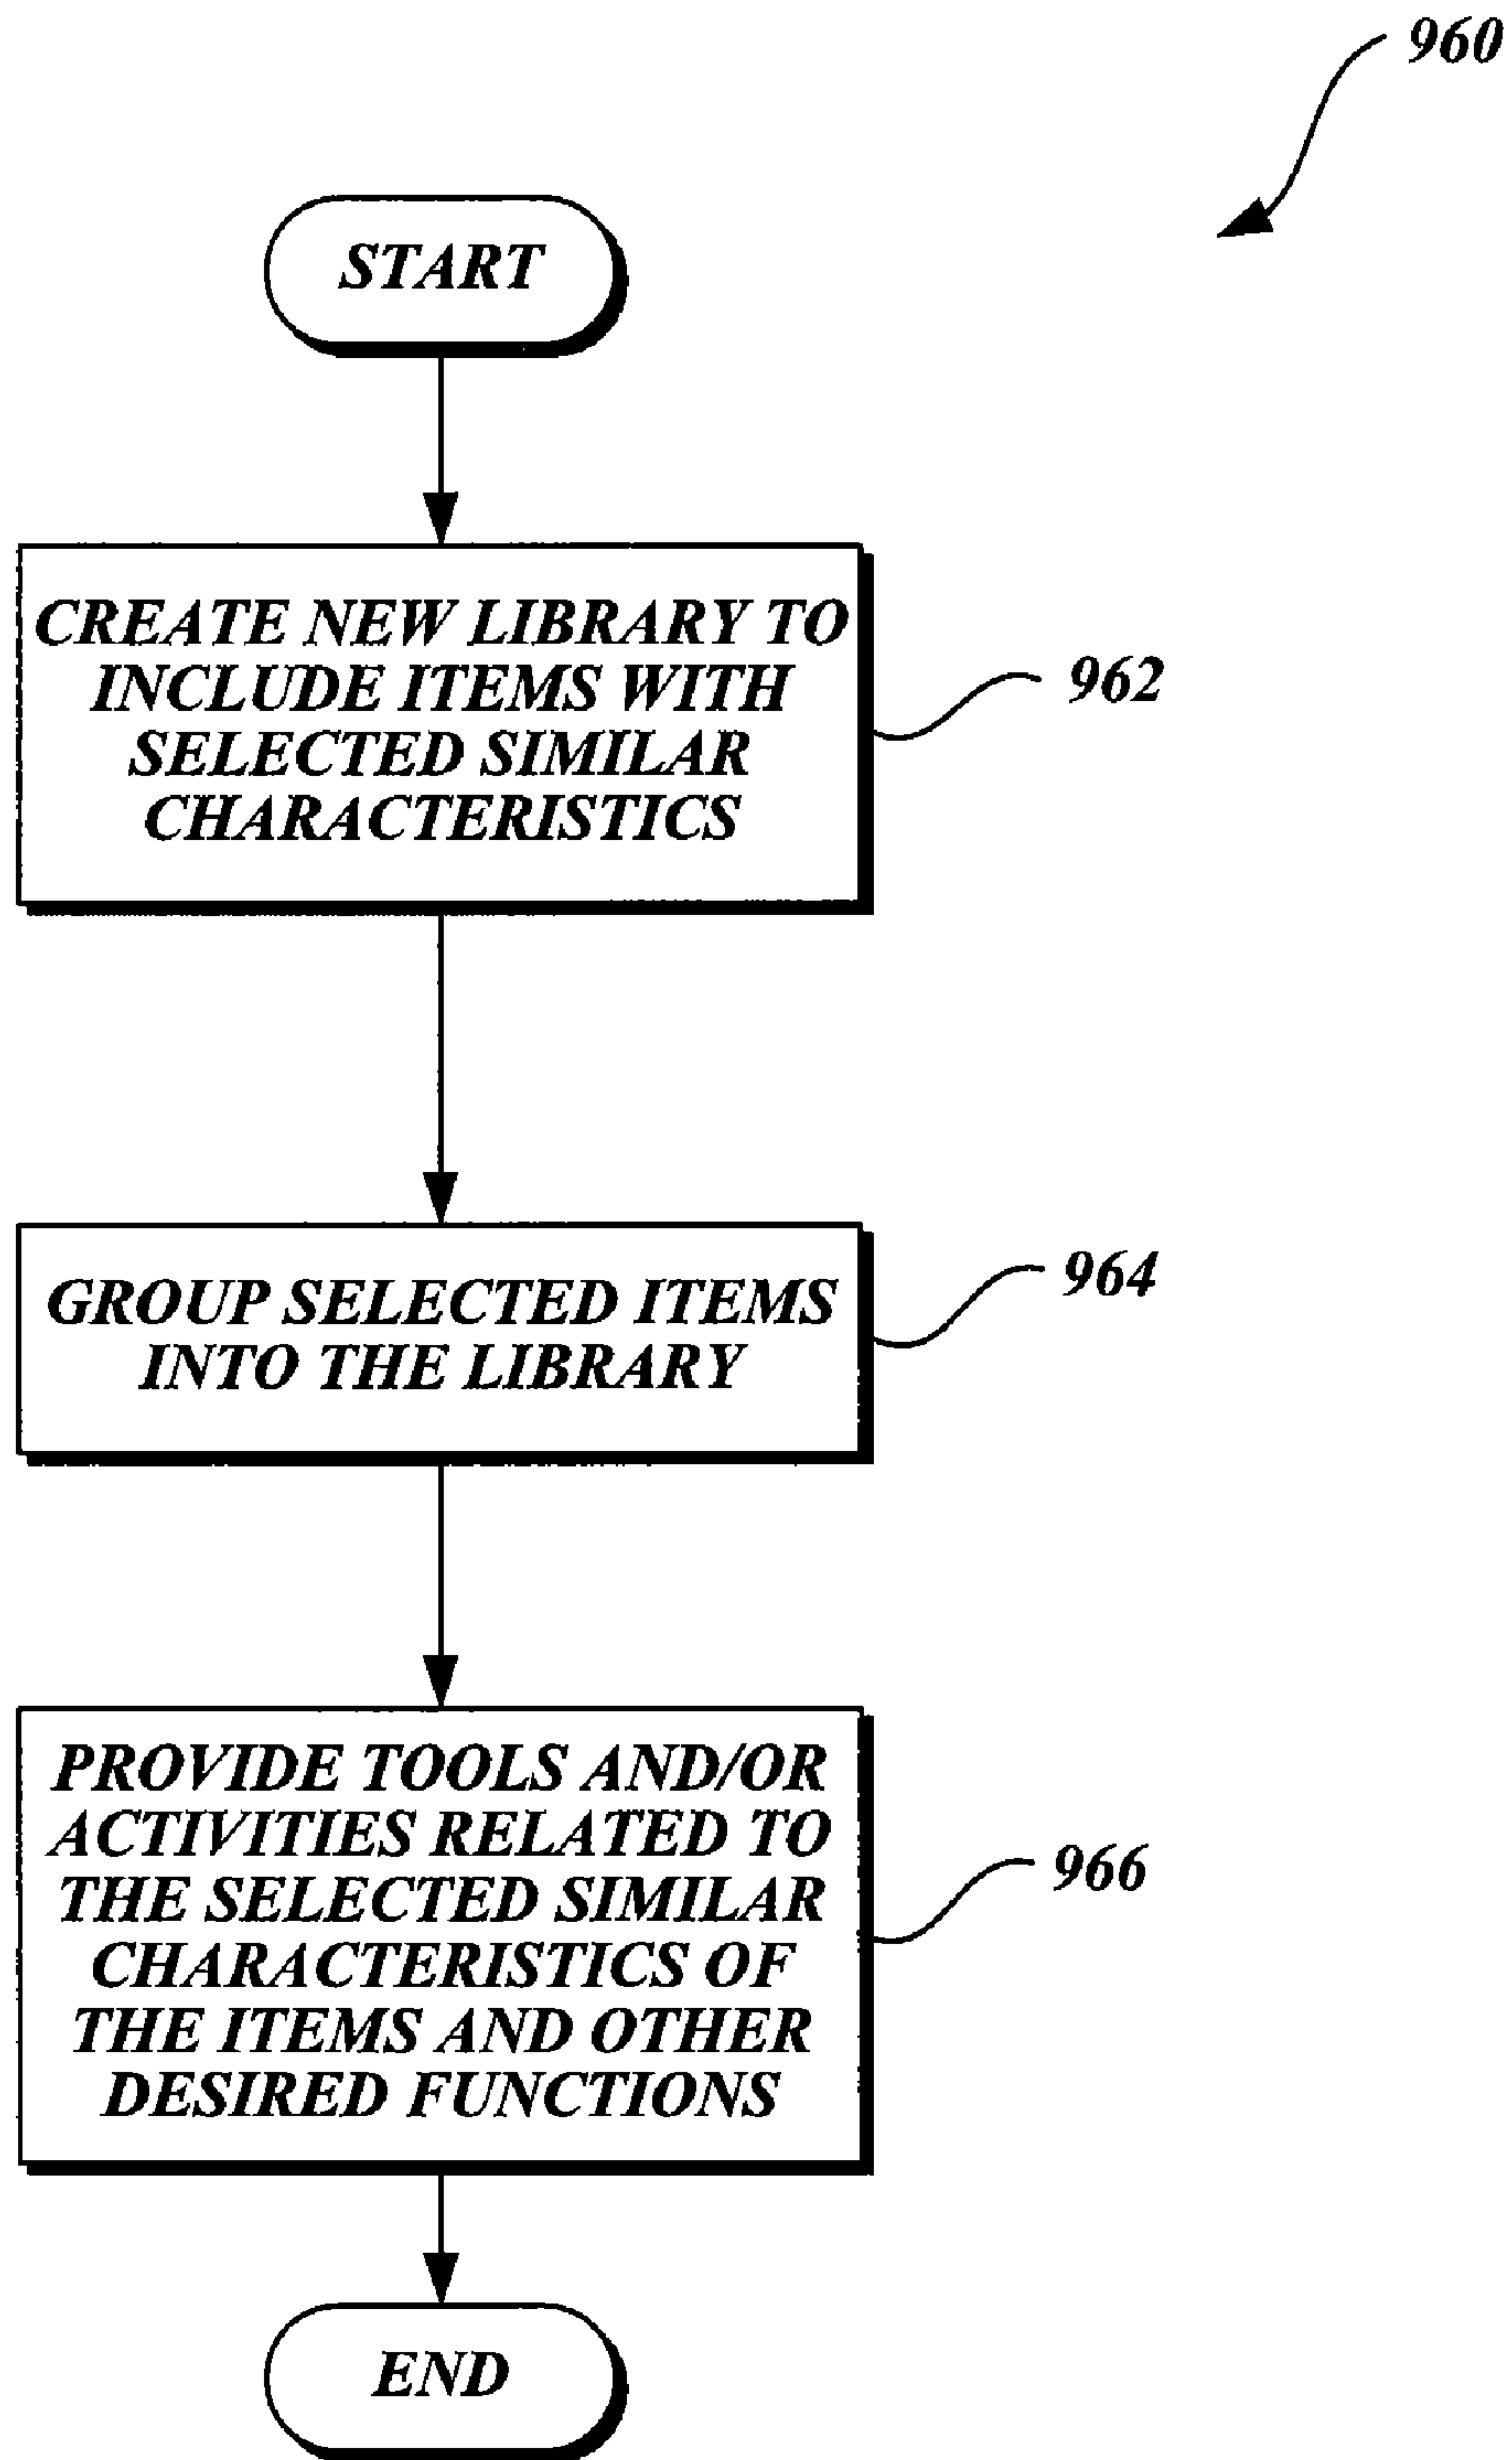 960
START
CREATE NEW LIBRARY TO
INCLUDE ITEMS WITH
SELECTED SIMILAR
CHARACTERISTICS
962
GROUP SELECTED ITEMS
INTO THE LIBRARY
964
PROVIDE TOOLS AND/OR
ACTIVITIES RELATED TO
THE SELECTED SIMILAR
CHARACTERISTICS OF
THE ITEMS AND OTHER
DESIRED FUNCTIONS
966
END